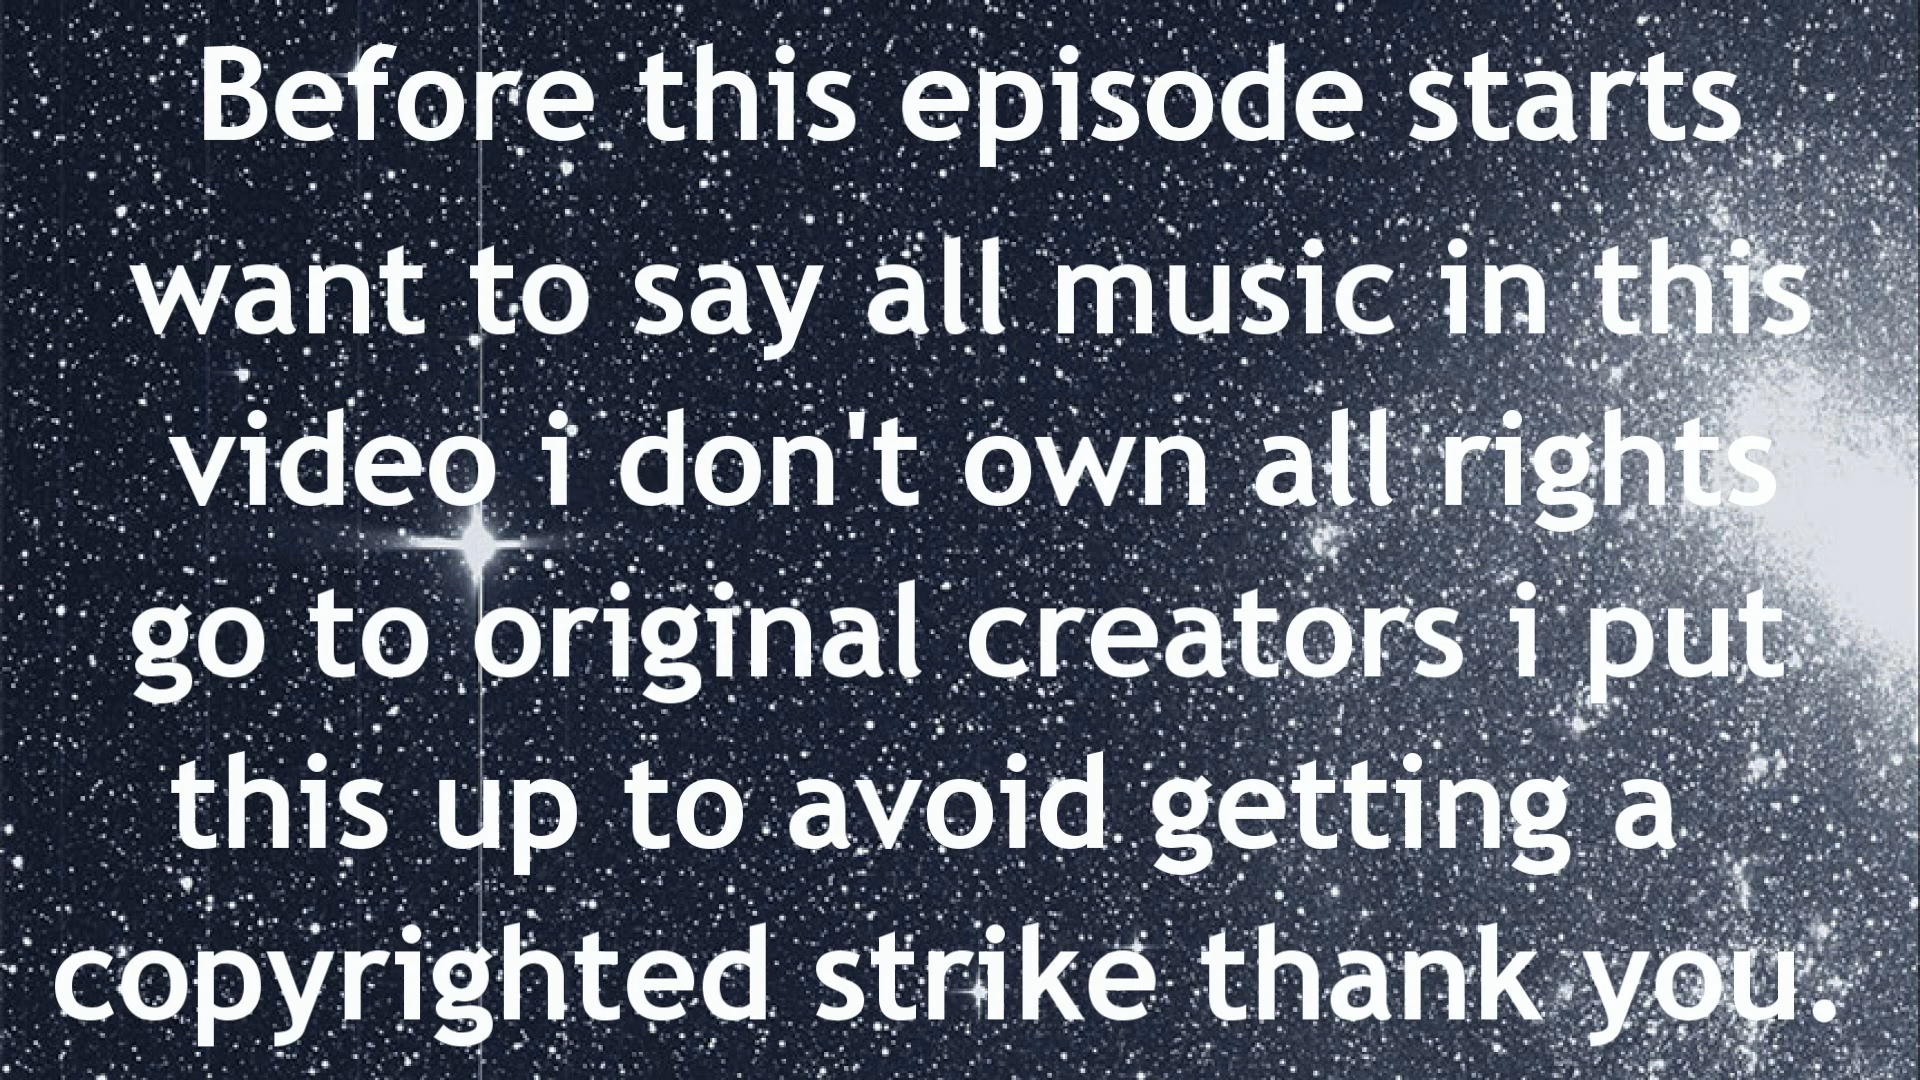 Before this episode starts
want to say all music in this
video i don't own all rights
go to original creators i put
this up to avoid getting a
copyrighted strike thank you.